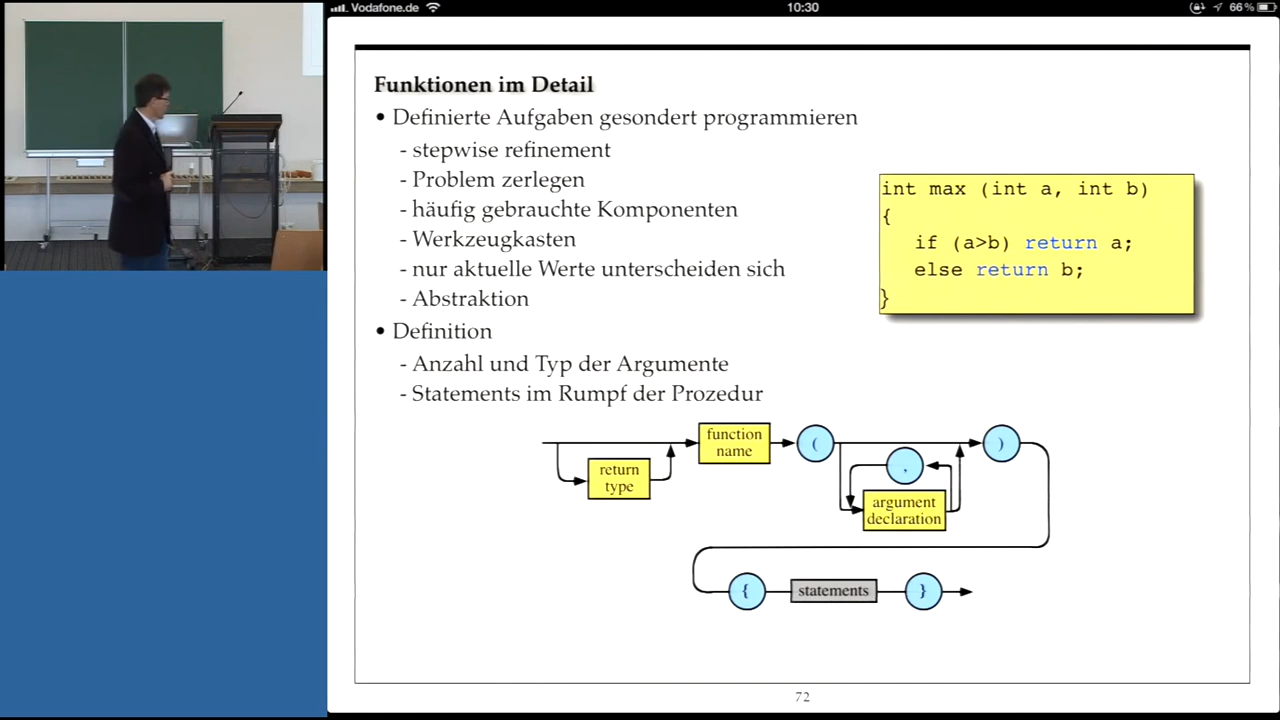 Vodafone.de
10:30
66 %
Funktionen im Detail
• Definierte Aufgaben gesondert programmieren
- stepwise refinement
- Problem zerlegen
- häufig gebrauchte Komponenten
- Werkzeugkasten
- nur aktuelle Werte unterscheiden sich
- Abstraktion
• Definition
- Anzahl und Typ der Argumente
- Statements im Rumpf der Prozedur
int max (int a, int b)
{
if (a>b) return a;
else return b;
}
return
type
function
name
(
,
argument
declaration
)
{
statements
}
72